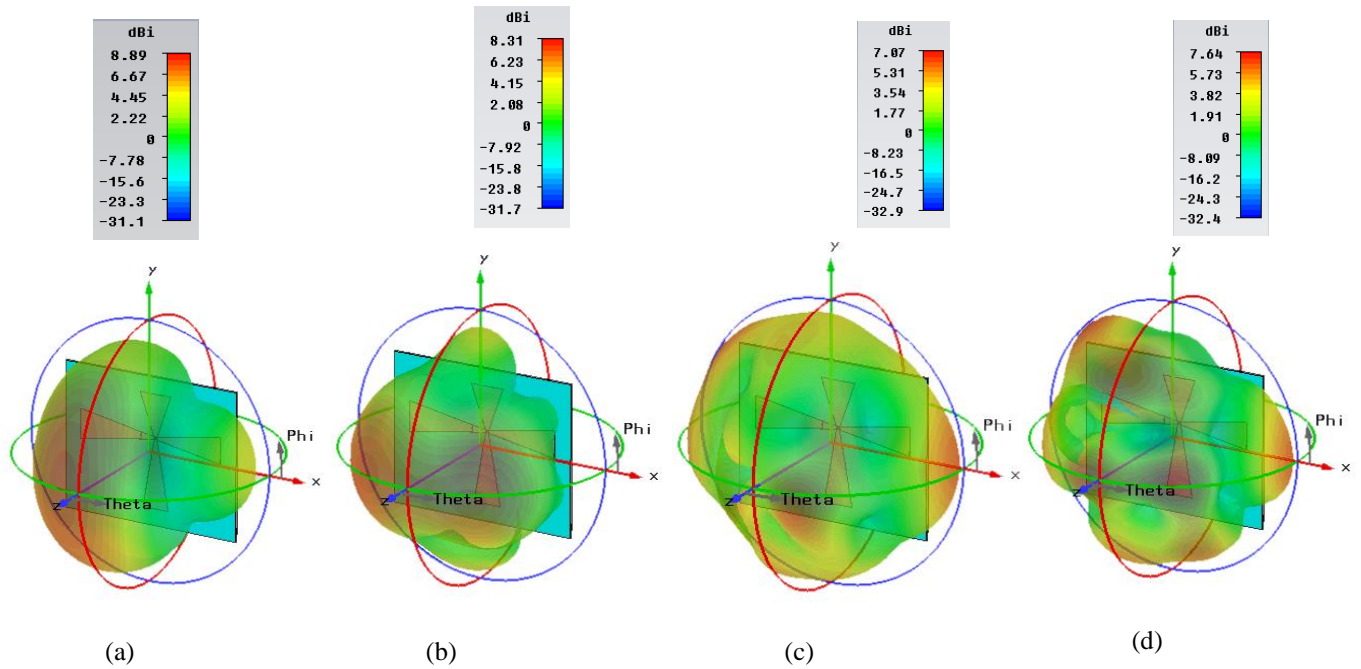 dBi
8.89
6.67
4.45
2.22
0
-7.78
-15.6
-23.3
-31.1
dBi
8.31
6.23
4.15
2.08
0
-7.92
-15.8
-23.8
-31.7
dBi
7.07
5.31
3.54
1.77
0
-8.23
-16.5
-24.7
-32.9
dBi
7.64
5.73
3.82
1.91
0
-8.09
-16.2
-24.3
-32.4
y
Phi
x
z
Theta
y
Phi
x
z
Theta
y
Phi
x
z
Theta
y
Phi
x
z
Theta
(a)
(b)
(c)
(d)